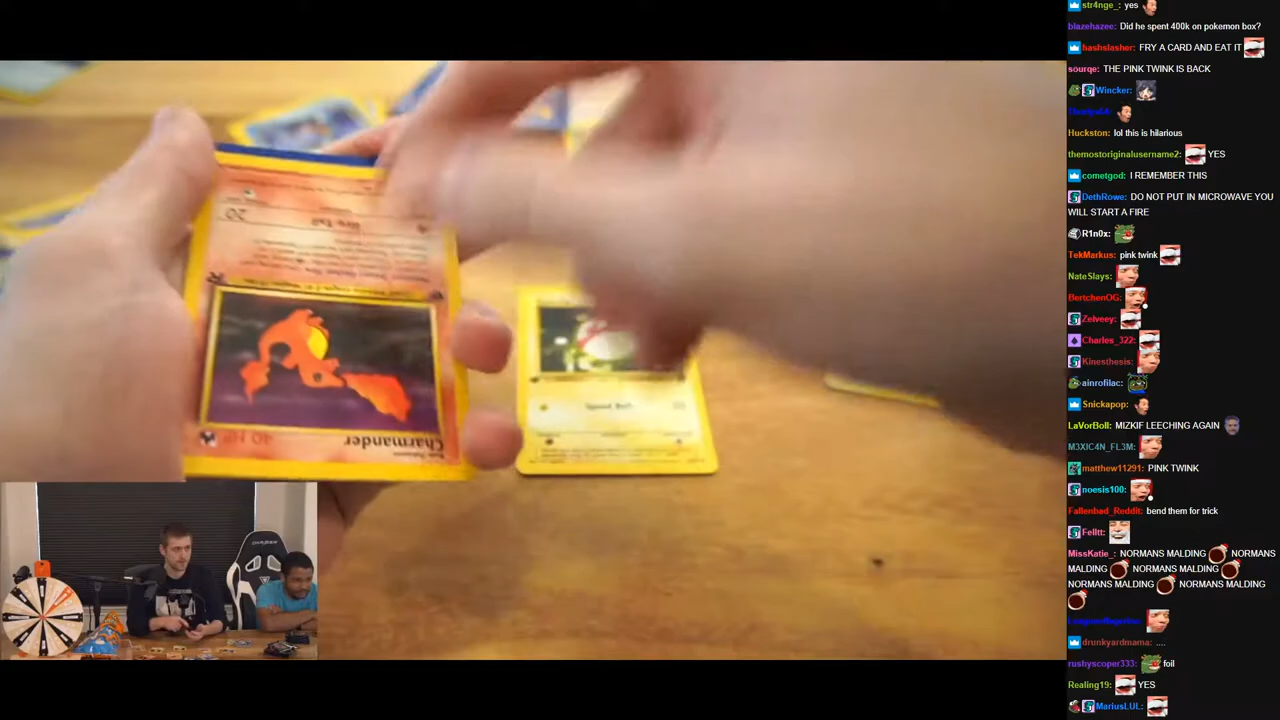 str4nge_: yes
blazehazee: Did he spent 400k on pokemon box?
hashslasher: FRY A CARD AND EAT IT
sourqe: THE PINK TWINK IS BACK
Wincker:
Huckston: lol this is hilarious
themostoriginalusername2: YES
cometgod: I REMEMBER THIS
DethRowe: DO NOT PUT IN MICROWAVE YOU
WILL START A FIRE
R1n0x:
TekMarkus: pink twink
NateSlays:
BertchenOG:
Zelveey:
Charles_322:
Kinesthesis:
ainrofilac:
Snickapop:
LaVorBoll: MIZKIF LEECHING AGAIN
M3XIC4N_FL3M:
matthew11291: PINK TWINK
noesis100:
Fallenbad_Reddit: bend them for trick
Felltt:
MissKatie_: NORMANS MALDING NORMANS
MALDING NORMANS MALDING
NORMANS MALDING NORMANS MALDING
drunkyardmama: ....
rushyscoper333: foil
Realing19: YES
MariusLUL:
Charmander
40 HP
20